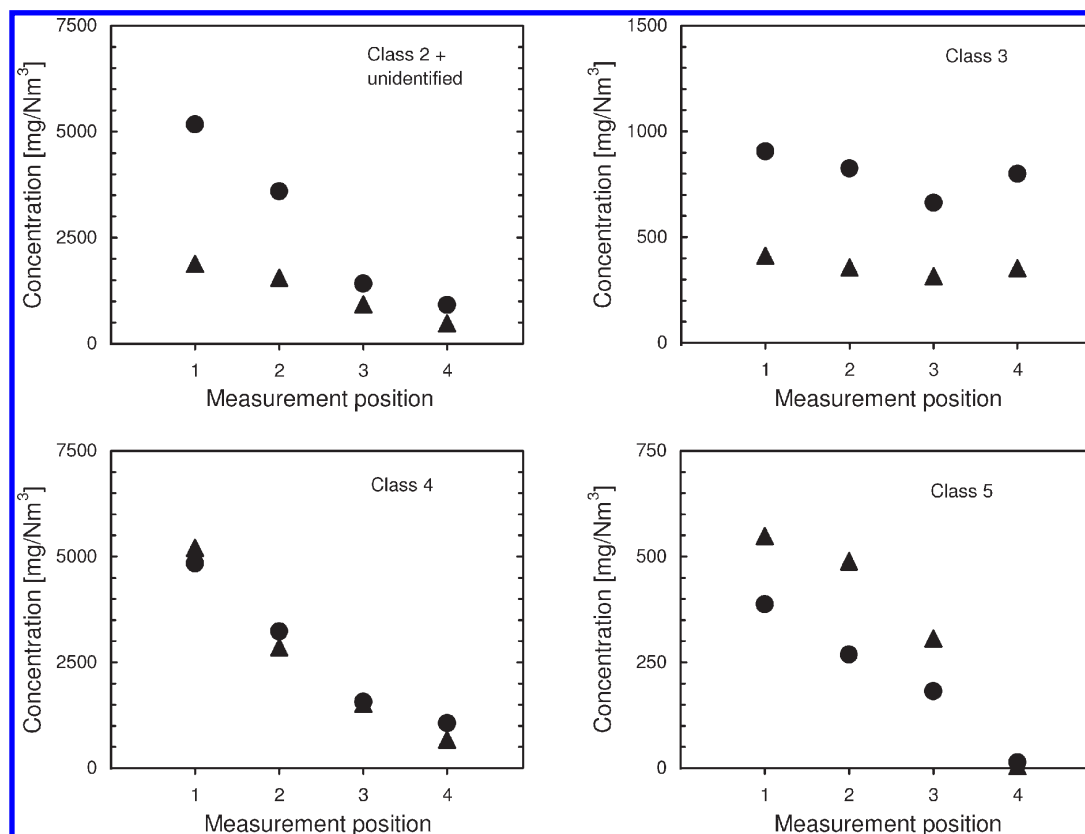 7500
5000
2500
0
Concentration [mg/Nm³]
Class 2 +
unidentified
1 2 3 4
Measurement position
1500
1000
500
0
Concentration [mg/Nm³]
Class 3
1 2 3 4
Measurement position
7500
5000
2500
0
Concentration [mg/Nm³]
Class 4
1 2 3 4
Measurement position
750
500
250
0
Concentration [mg/Nm³]
Class 5
1 2 3 4
Measurement position